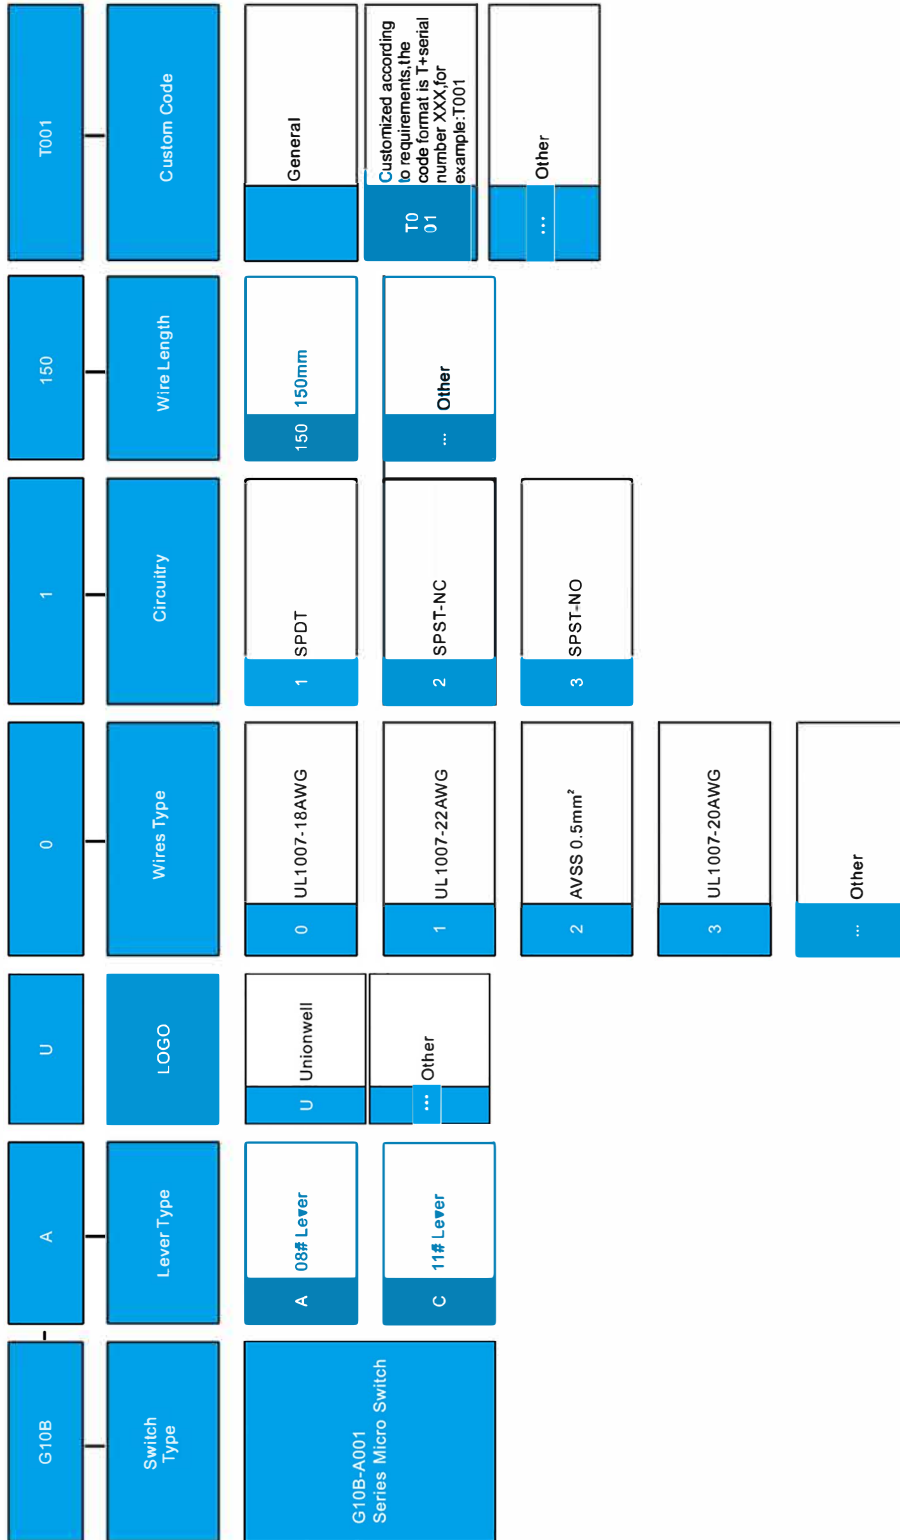 G10B
-
A
U
0
1
150
T001
Switch
Type
Lever Type
LOGO
Wires Type
Circuitry
Wire Length
Custom Code
G10B-A001
Series Micro Switch
A
08# Lever
C
11# Lever
U
Unionwell
...
Other
0
UL1007-18AWG
1
UL1007-22AWG
2
AVSS 0.5mm²
3
UL1007-20AWG
...
Other
1
SPDT
2
SPST-NC
3
SPST-NO
150
150mm
...
Other
General
T0
01
Customized according
to requirements,the
code format is T+serial
number XXX,for
example:T001
...
Other